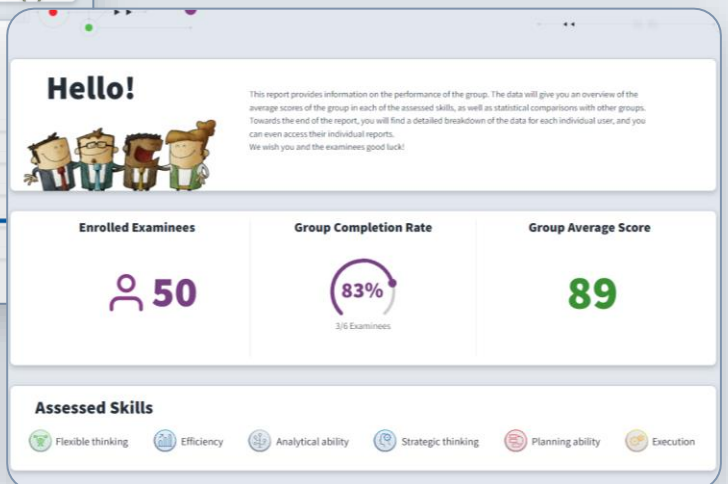 Hello!
This report provides information on the performance of the group. The data will give you an overview of the
average scores of the group in each of the assessed skills, as well as statistical comparisons with other groups.
Towards the end of the report, you will find a detailed breakdown of the data for each individual user, and you
can even access their individual reports.
We wish you and the examinees good luck!
Enrolled Examinees
50
Group Completion Rate
83%
3/6 Examinees
Group Average Score
89
Assessed Skills
Flexible thinking
Efficiency
Analytical ability
Strategic thinking
Planning ability
Execution